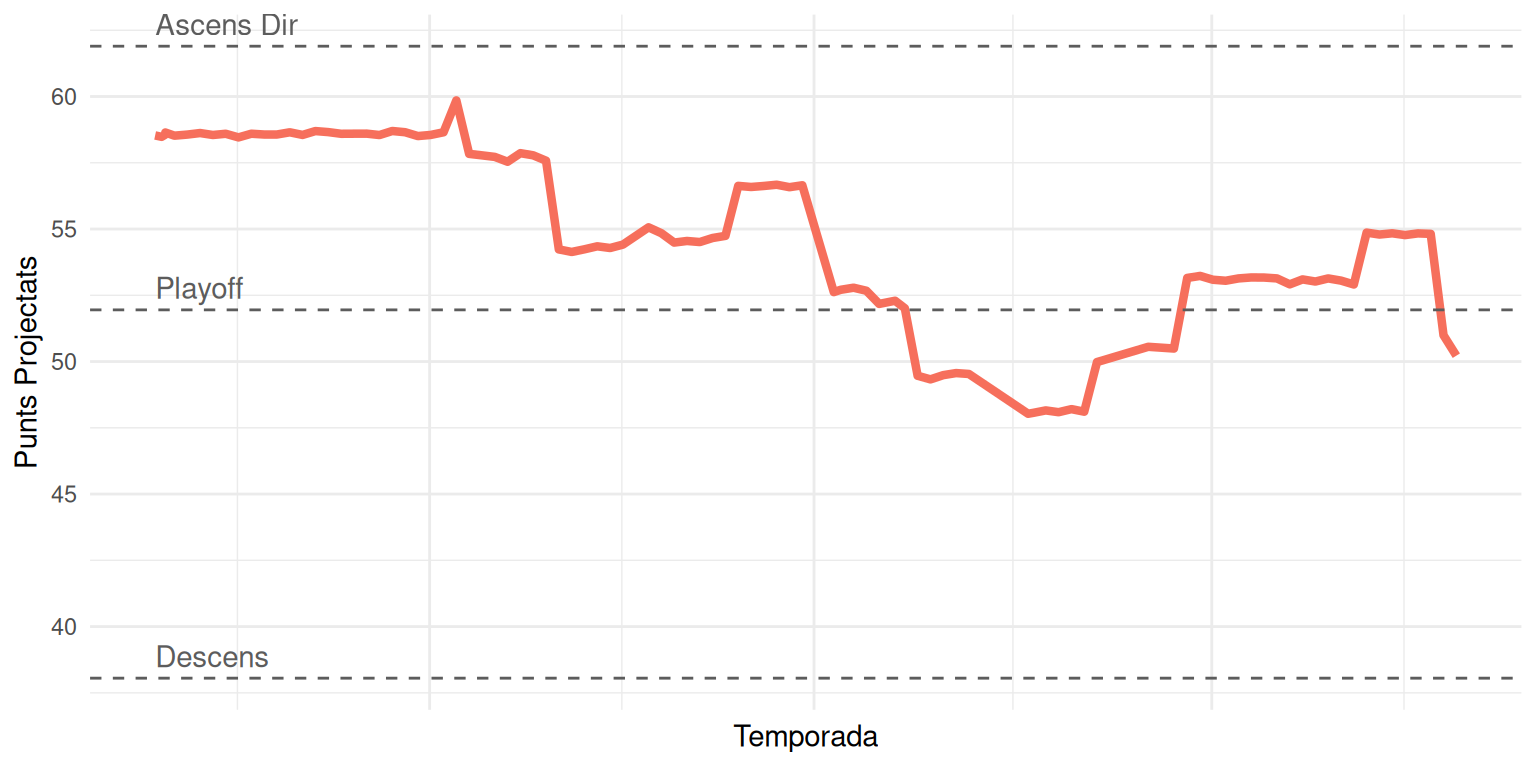 Ascens Dir
60
55
Playoff
50
45
40
Descens
Punts Projectats
Temporada